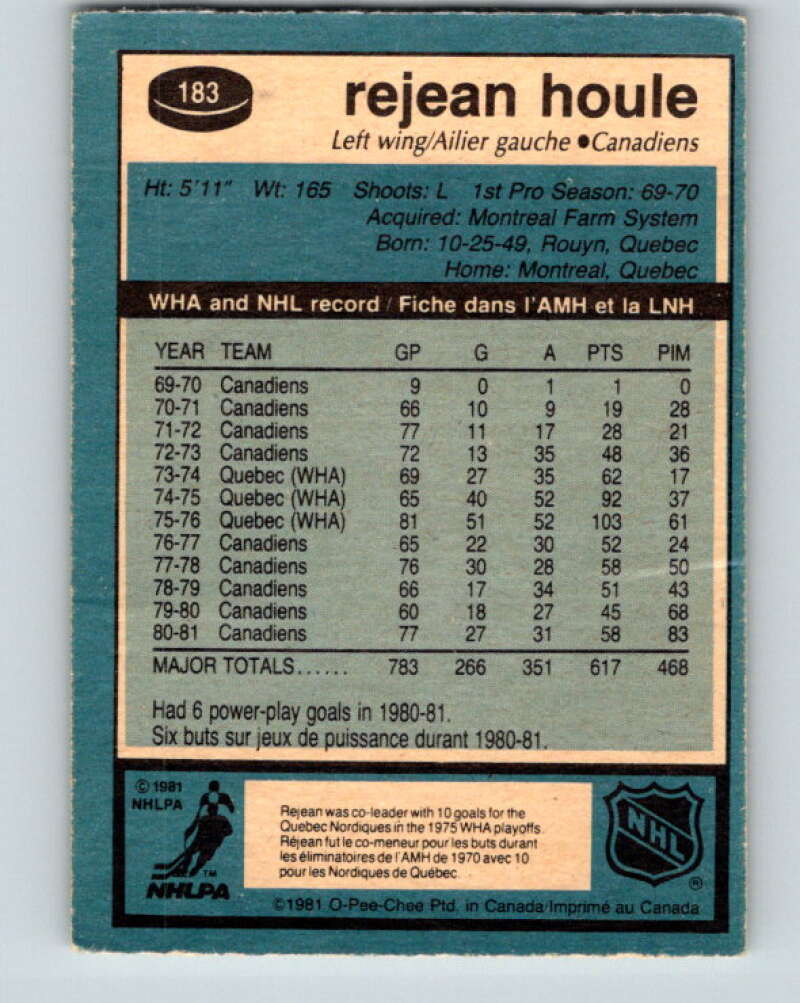 183
rejean houle
Left wing/Ailier gauche ●Canadiens
Ht: 5'11" Wt: 165 Shoots: L 1st Pro Season: 69-70
Acquired: Montreal Farm System
Born: 10-25-49, Rouyn, Quebec
Home: Montreal, Quebec
WHA and NHL record / Fiche dans l'AMH et la LNH
YEAR TEAM GP G A PTS PIM
69-70 Canadiens 9 0 1 1 0
70-71 Canadiens 66 10 9 19 28
71-72 Canadiens 77 11 17 28 21
72-73 Canadiens 72 13 35 48 36
73-74 Quebec (WHA) 69 27 35 62 17
74-75 Quebec (WHA) 65 40 52 92 37
75-76 Quebec (WHA) 81 51 52 103 61
76-77 Canadiens 65 22 30 52 24
77-78 Canadiens 76 30 28 58 50
78-79 Canadiens 66 17 34 51 43
79-80 Canadiens 60 18 27 45 68
80-81 Canadiens 77 27 31 58 83
MAJOR TOTALS...... 783 266 351 617 468
Had 6 power-play goals in 1980-81.
Six buts sur jeux de puissance durant 1980-81.
© 1981
NHLPA
TM
NHLPA
Rejean was co-leader with 10 goals for the
Quebec Nordiques in the 1975 WHA playoffs.
Réjean fut le co-meneur pour les buts durant
les éliminatoires de l'AMH de 1970 avec 10
pour les Nordiques de Québec.
NHL
®
©1981 O-Pee-Chee Ptd. in Canada/Imprimé au Canada